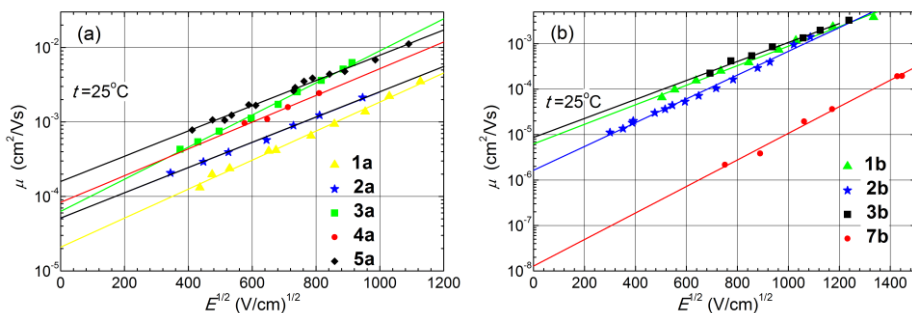 (a)
t=25°C
μ (cm²/Vs)
10⁻²
10⁻³
10⁻⁴
10⁻⁵
1a
2a
3a
4a
5a
0 200 400 600 800 1000 1200
E^1/2 (V/cm)^1/2
(b)
t=25°C
μ (cm²/Vs)
10⁻³
10⁻⁴
10⁻⁵
10⁻⁶
10⁻⁷
10⁻⁸
1b
2b
3b
7b
0 200 400 600 800 1000 1200 1400
E^1/2 (V/cm)^1/2